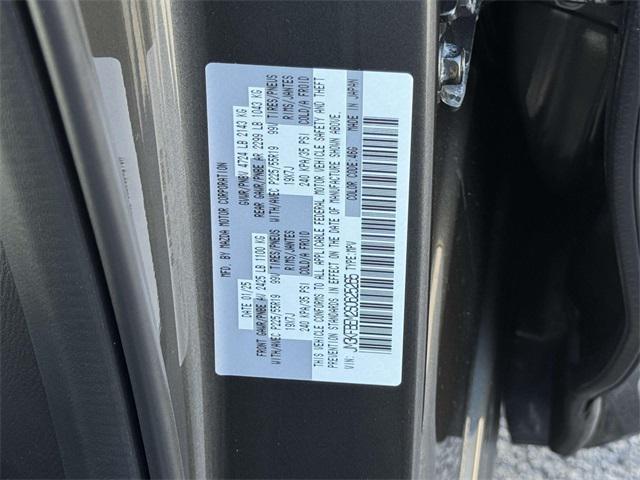 MFD. BY MAZDA MOTOR CORPORATION
DATE 01/25 GVWR/PNBV 4724 LB 2143 KG
FRONT GAWR/PNBE AV 2425 LB 1100 KG REAR GAWR/PNBE AR 2299 LB 1043 KG
WITH/AVEC P225/55R19 99V TIRES/PNEUS WITH/AVEC P225/55R19 99V TIRES/PNEUS
19X7J RIMS/JANTES 19X7J RIMS/JANTES
240 KPA/35 PSI COLD/A FROID 240 KPA/35 PSI COLD/A FROID
THIS VEHICLE CONFORMS TO ALL APPLICABLE FEDERAL MOTOR VEHICLE SAFETY AND THEFT
PREVENTION STANDARDS IN EFFECT ON THE DATE OF MANUFACTURE SHOWN ABOVE.
VIN: TYPE:MPV COLOR CODE 46G MADE IN JAPAN